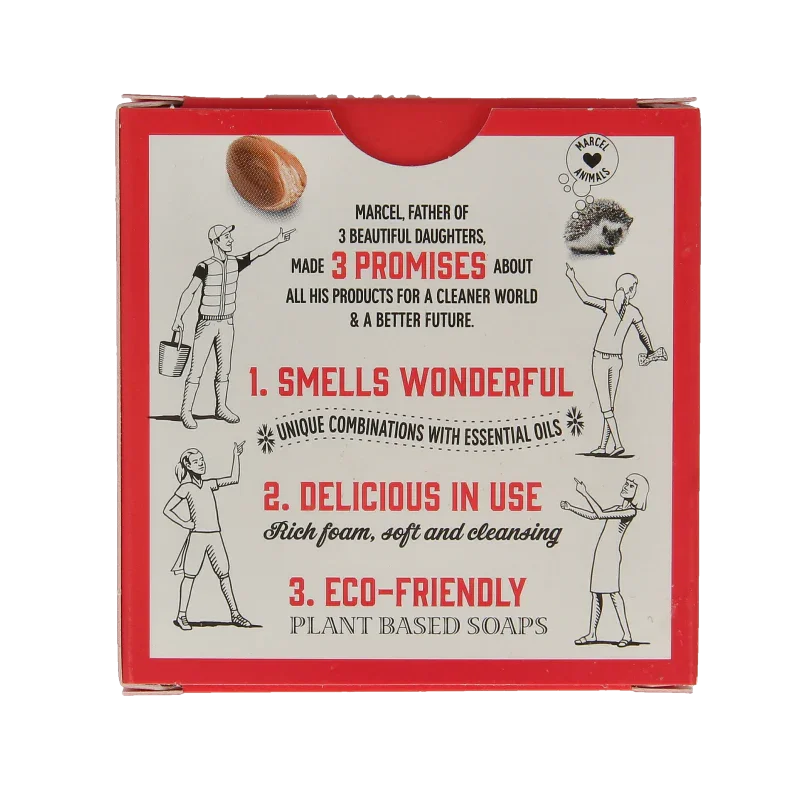 MARCEL ANIMALS
MARCEL, FATHER OF
3 BEAUTIFUL DAUGHTERS,
MADE 3 PROMISES ABOUT
ALL HIS PRODUCTS FOR A CLEANER WORLD
& A BETTER FUTURE.
1. SMELLS WONDERFUL
UNIQUE COMBINATIONS WITH ESSENTIAL OILS
2. DELICIOUS IN USE
Rich foam, soft and cleansing
3. ECO-FRIENDLY
PLANT BASED SOAPS